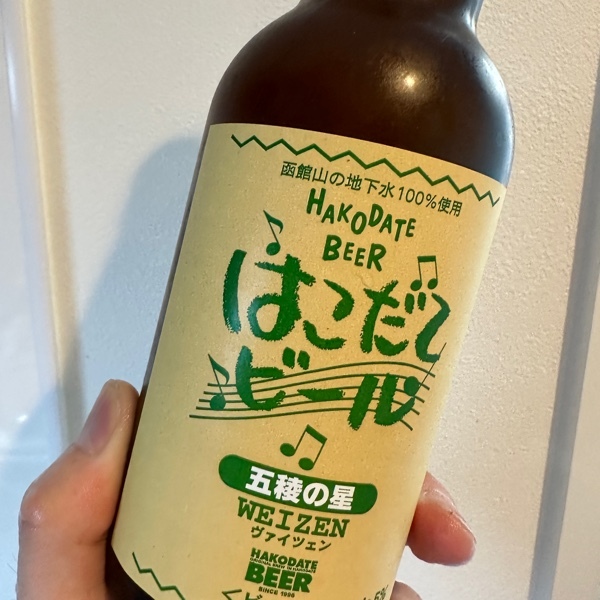 函館山の地下水100%使用
HAKODATE
BEER
はこだて
ビール
五稜の星
WEIZEN
ヴァイツェン
HAKODATE
BEER
SINCE 1996